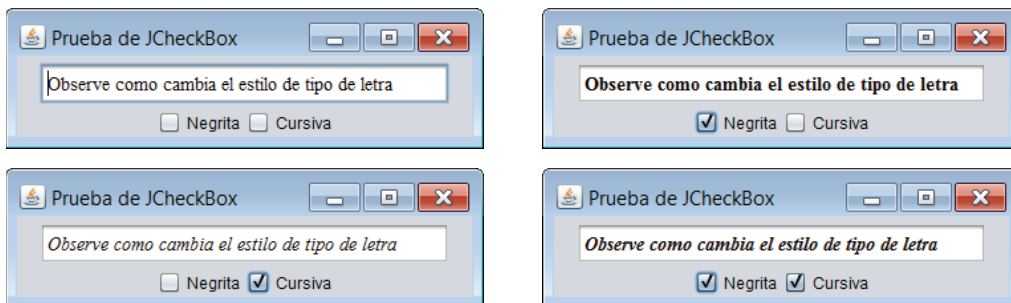 Prueba de JCheckBox
Observe como cambia el estilo de tipo de letra
Negrita Cursiva
Prueba de JCheckBox
Observe como cambia el estilo de tipo de letra
Negrita Cursiva
Prueba de JCheckBox
Observe como cambia el estilo de tipo de letra
Negrita Cursiva
Prueba de JCheckBox
Observe como cambia el estilo de tipo de letra
Negrita Cursiva